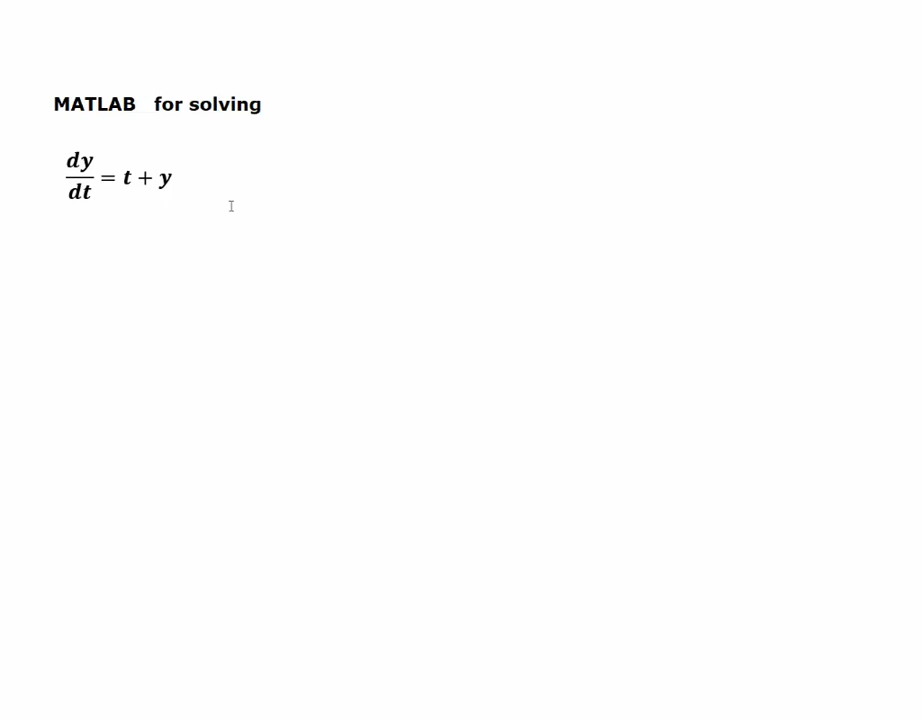 MATLAB for solving
dy/dt = t + y